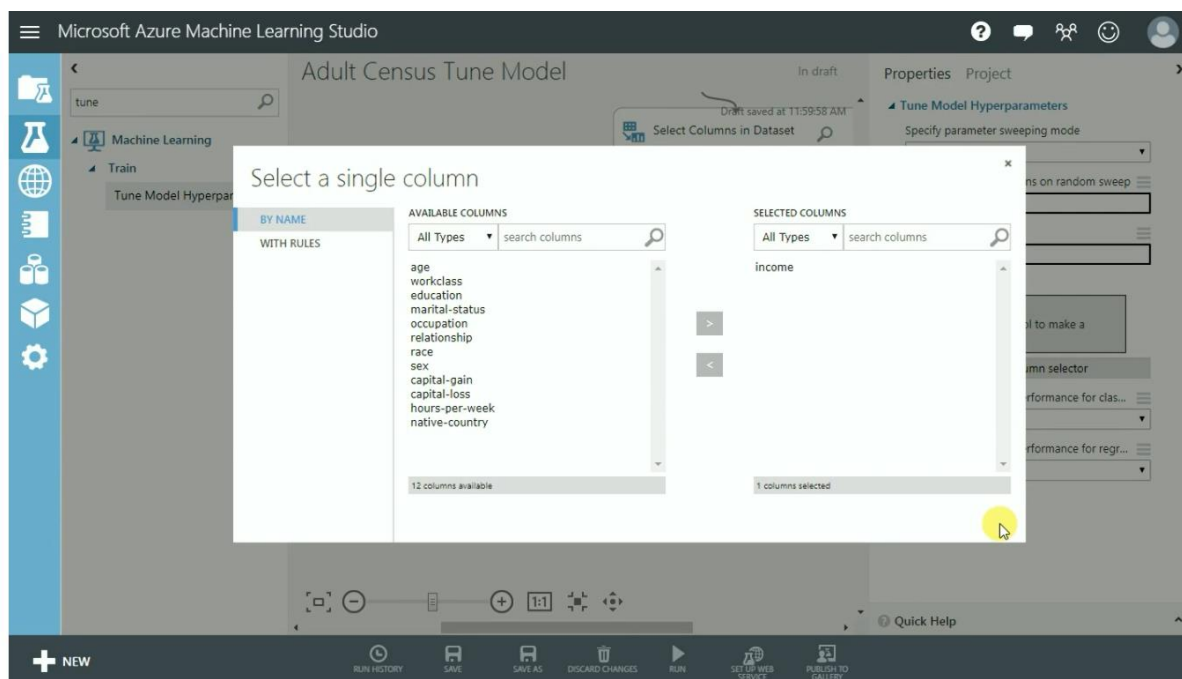 Microsoft Azure Machine Learning Studio
tune
Machine Learning
Train
Tune Model Hyperpar
Adult Census Tune Model
In draft
Draft saved at 11:59:58 AM
Select Columns in Dataset
Properties Project
Tune Model Hyperparameters
Specify parameter sweeping mode
ns on random sweep
to make a
umn selector
rformance for clas...
rformance for regr...
Select a single column
BY NAME
WITH RULES
AVAILABLE COLUMNS
All Types search columns
age
workclass
education
marital-status
occupation
relationship
race
sex
capital-gain
capital-loss
hours-per-week
native-country
12 columns available
>
<
SELECTED COLUMNS
All Types search columns
income
1 columns selected
1:1
Quick Help
NEW
RUN HISTORY
SAVE
SAVE AS
DISCARD CHANGES
RUN
SET UP WEB SERVICE
PUBLISH TO GALLERY